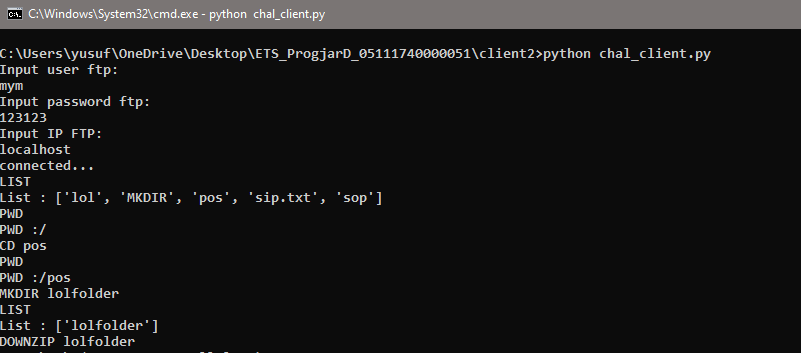 C:\Windows\System32\cmd.exe - python  chal_client.py
C:\Users\yusuf\OneDrive\Desktop\ETS_ProgjarD_05111740000051\client2>python chal_client.py
Input user ftp:
mym
Input password ftp:
123123
Input IP FTP:
localhost
connected...
LIST
List : ['lol', 'MKDIR', 'pos', 'sip.txt', 'sop']
PWD
PWD :/
CD pos
PWD
PWD :/pos
MKDIR lolfolder
LIST
List : ['lolfolder']
DOWNZIP lolfolder